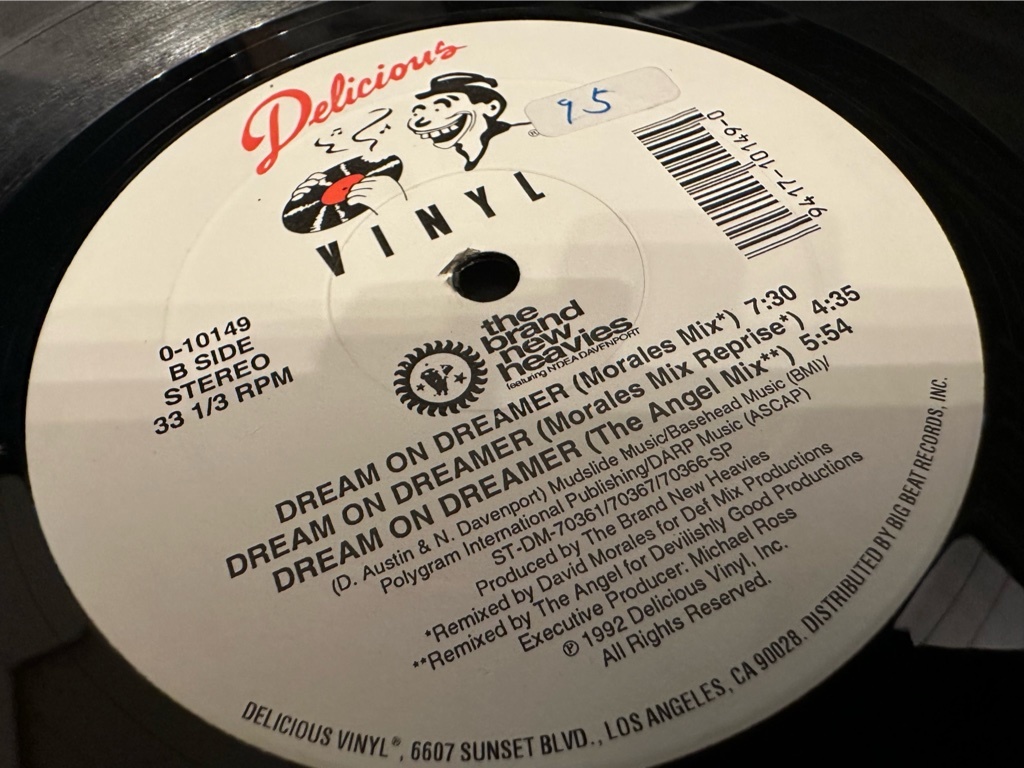 Delicious
VINYL
®
95
9417-10149-0
0-10149
B SIDE
STEREO
33 1/3 RPM
the
brand
new
heavies
featuring N'DEA DAVENPORT
DREAM ON DREAMER (Morales Mix*) 7:30
DREAM ON DREAMER (Morales Mix Reprise*) 4:35
DREAM ON DREAMER (The Angel Mix**) 5:54
(D. Austin & N. Davenport) Mudslide Music/Basehead Music (BMI)/
Polygram International Publishing/DARP Music (ASCAP)
ST-DM-70361/70367/70366-SP
Produced by The Brand New Heavies
*Remixed by David Morales for Def Mix Productions
**Remixed by The Angel for Devilishly Good Productions
Executive Producer: Michael Ross
℗ 1992 Delicious Vinyl, Inc.
All Rights Reserved.
DELICIOUS VINYL®, 6607 SUNSET BLVD., LOS ANGELES, CA 90028. DISTRIBUTED BY BIG BEAT RECORDS, INC.